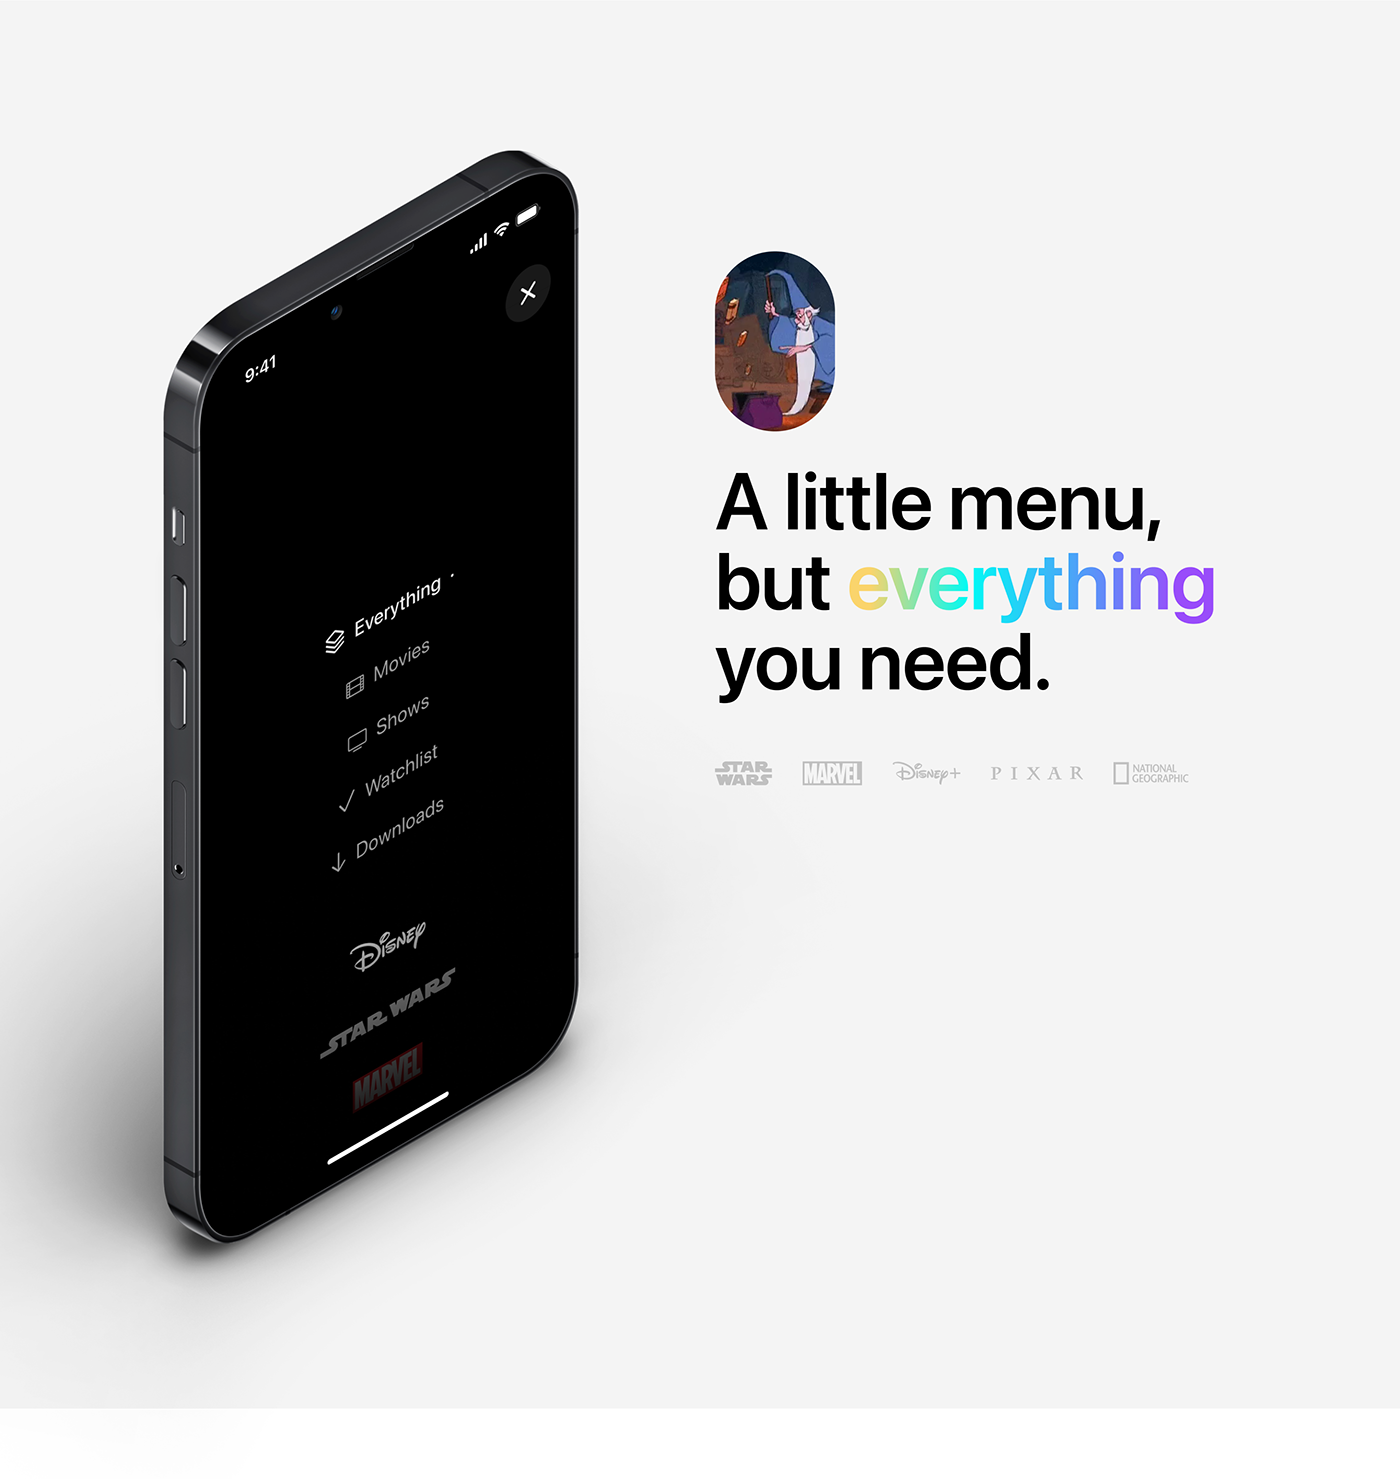 9:41
Everything
Movies
Shows
Watchlist
Downloads
Disney
STAR WARS
MARVEL
A little menu,
but everything
you need.
STAR
WARS
MARVEL
Disney+
PIXAR
NATIONAL
GEOGRAPHIC